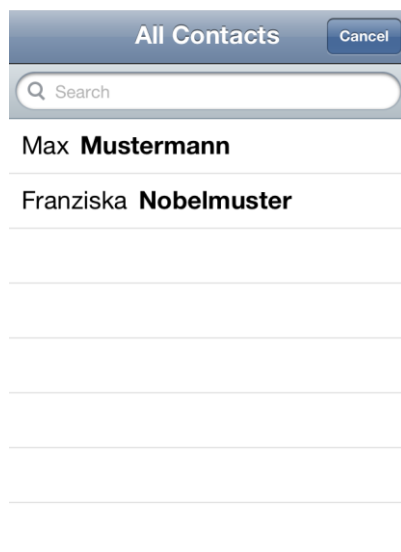 All Contacts Cancel
Search
Max Mustermann
Franziska Nobelmuster